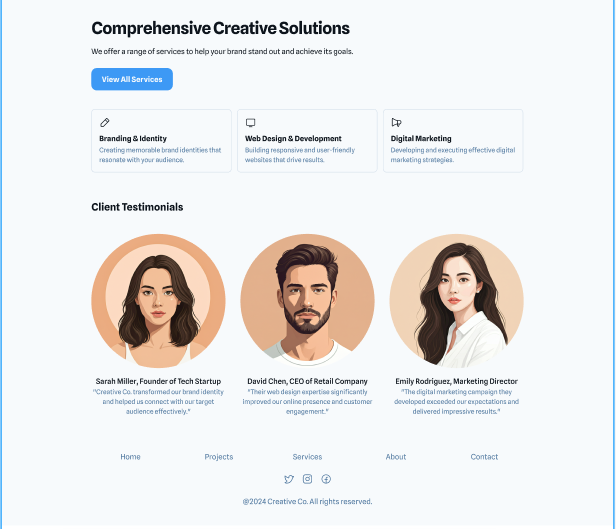 Comprehensive Creative Solutions
We offer a range of services to help your brand stand out and achieve its goals.
View All Services
Branding & Identity
Creating memorable brand identities that
resonate with your audience.
Web Design & Development
Building responsive and user-friendly
websites that drive results.
Digital Marketing
Developing and executing effective digital
marketing strategies.
Client Testimonials
Sarah Miller, Founder of Tech Startup
"Creative Co. transformed our brand identity
and helped us connect with our target
audience effectively."
David Chen, CEO of Retail Company
"Their web design expertise significantly
improved our online presence and customer
engagement."
Emily Rodriguez, Marketing Director
"The digital marketing campaign they
developed exceeded our expectations and
delivered impressive results."
Home Projects Services About Contact
@2024 Creative Co. All rights reserved.